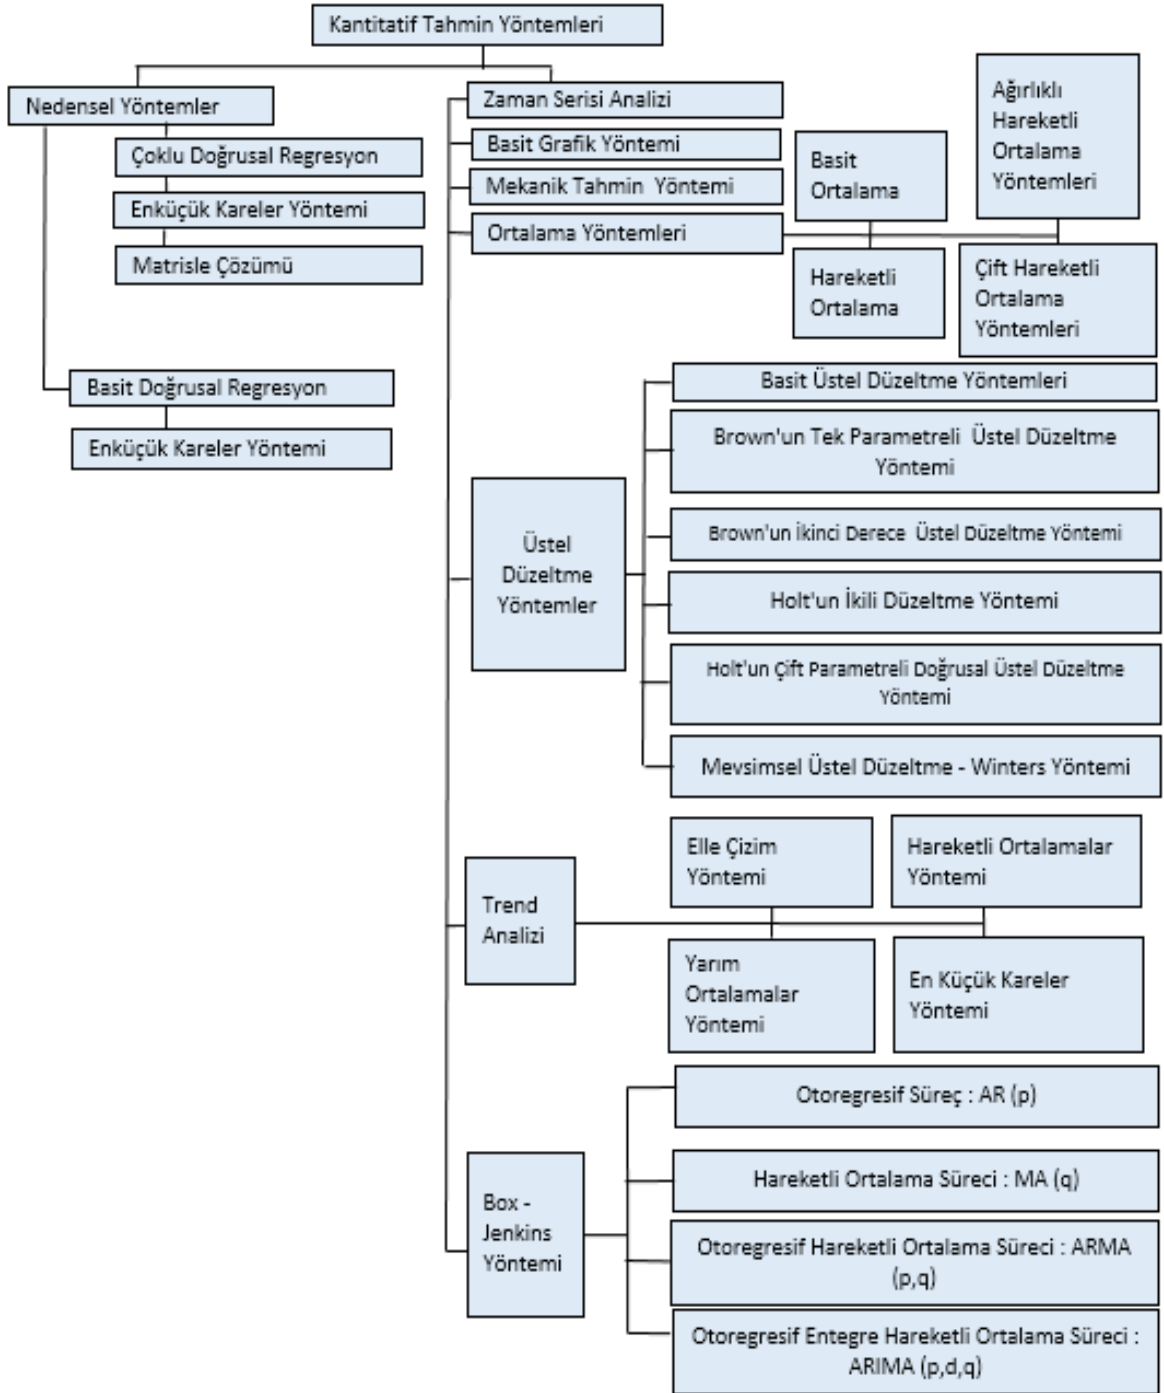 Kantitatif Tahmin Yöntemleri
Nedensel Yöntemler
Çoklu Doğrusal Regresyon
Enküçük Kareler Yöntemi
Matrisle Çözümü
Basit Doğrusal Regresyon
Enküçük Kareler Yöntemi
Zaman Serisi Analizi
Basit Grafik Yöntemi
Mekanik Tahmin Yöntemi
Ortalama Yöntemleri
Basit
Ortalama
Ağırlıklı
Hareketli
Ortalama
Yöntemleri
Hareketli
Ortalama
Çift Hareketli
Ortalama
Yöntemleri
Üstel
Düzeltme
Yöntemler
Basit Üstel Düzeltme Yöntemleri
Brown'un Tek Parametreli Üstel Düzeltme
Yöntemi
Brown'un İkinci Derece Üstel Düzeltme Yöntemi
Holt'un İkili Düzeltme Yöntemi
Holt'un Çift Parametreli Doğrusal Üstel Düzeltme
Yöntemi
Mevsimsel Üstel Düzeltme - Winters Yöntemi
Trend
Analizi
Elle Çizim
Yöntemi
Hareketli Ortalamalar
Yöntemi
Yarım
Ortalamalar
Yöntemi
En Küçük Kareler
Yöntemi
Box -
Jenkins
Yöntemi
Otoregresif Süreç : AR (p)
Hareketli Ortalama Süreci : MA (q)
Otoregresif Hareketli Ortalama Süreci : ARMA
(p,q)
Otoregresif Entegre Hareketli Ortalama Süreci :
ARIMA (p,d,q)